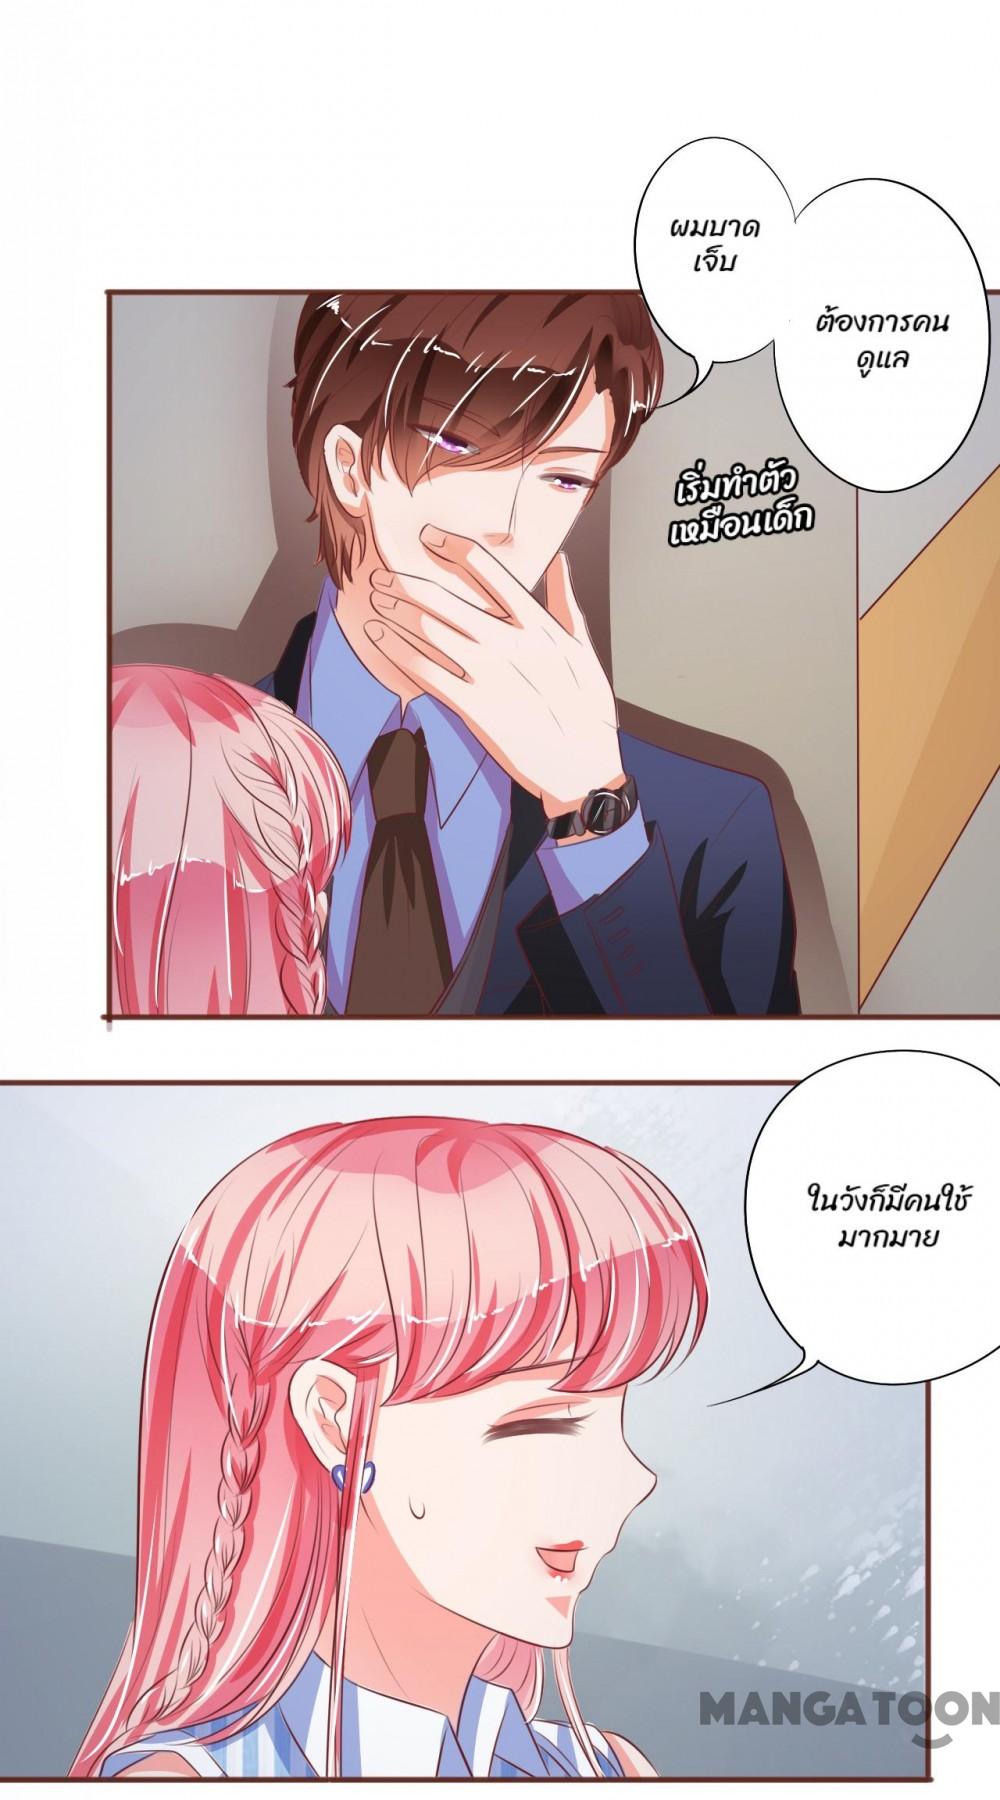 ผมบาด
เจ็บ
ต้องการคน
ดูแล
เริ่มทำตัว
เหมือนเด็ก
ในวังก็มีคนใช้
มากมาย
MANGATOON